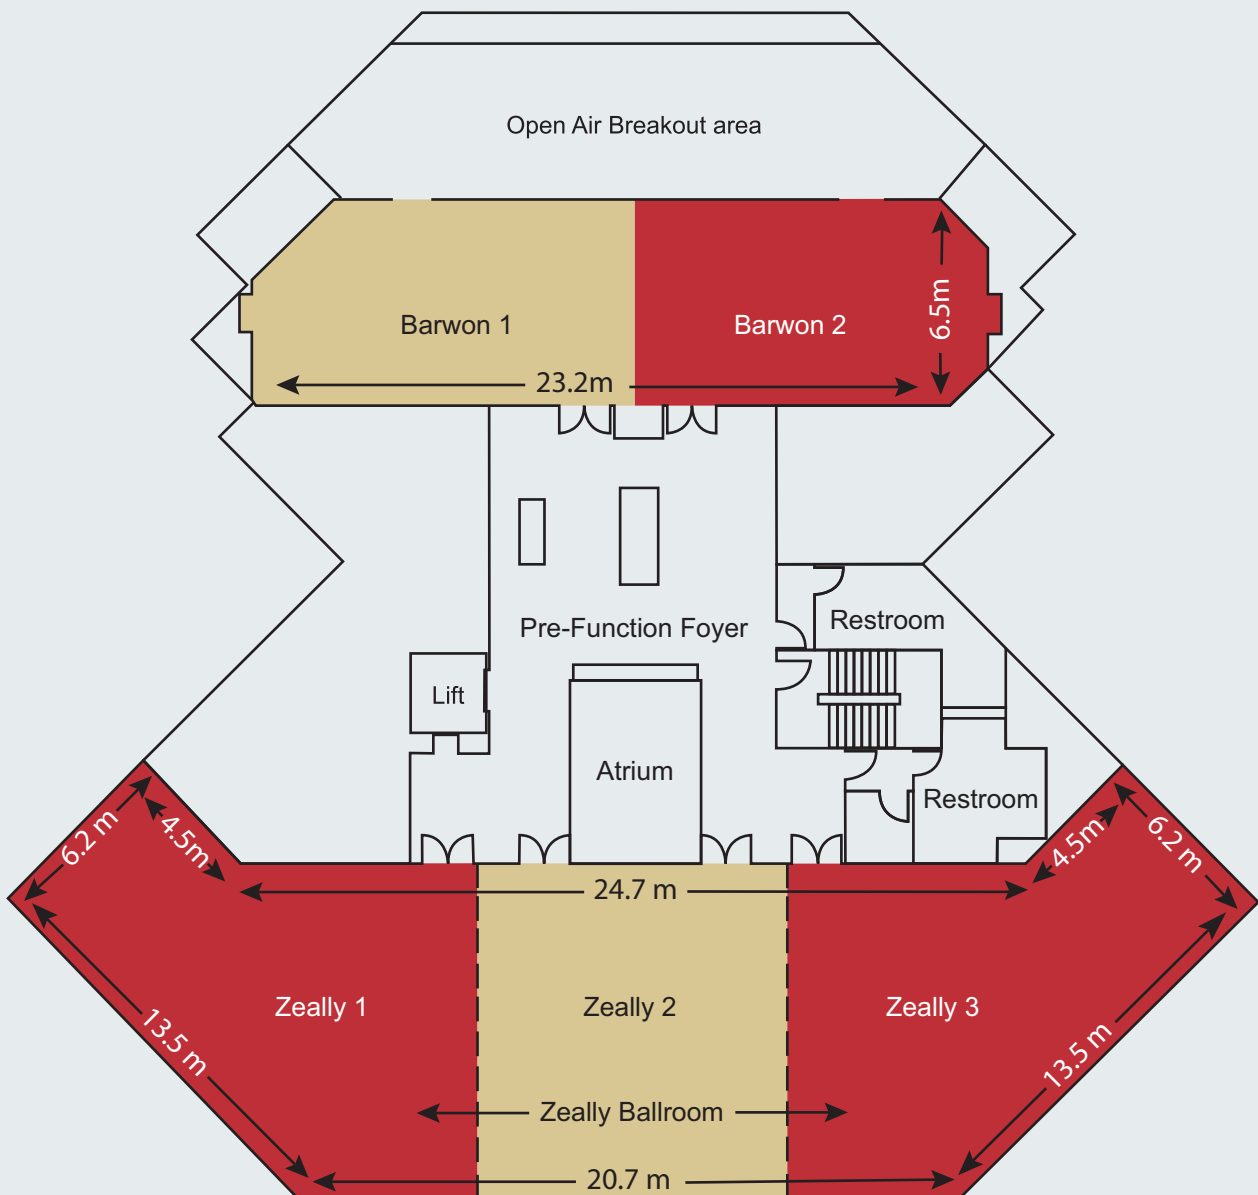 Open Air Breakout area
Barwon 1
Barwon 2
6.5m
23.2m
Restroom
Pre-Function Foyer
Lift
Atrium
Restroom
6.2 m
4.5m
4.5m
6.2 m
24.7 m
Zeally 1
Zeally 2
Zeally 3
13.5 m
13.5 m
Zeally Ballroom
20.7 m